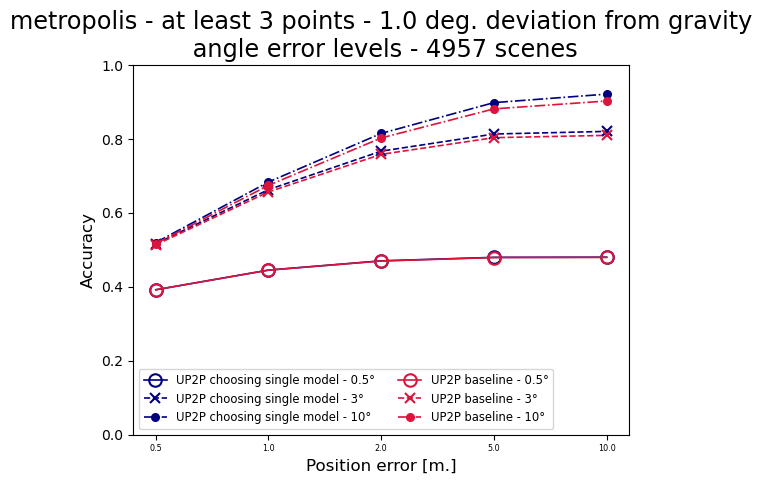 metropolis - at least 3 points - 1.0 deg. deviation from gravity
angle error levels - 4957 scenes
1.0
0.8
0.6
0.4
0.2
0.0
Accuracy
UP2P choosing single model - 0.5°
UP2P choosing single model - 3°
UP2P choosing single model - 10°
UP2P baseline - 0.5°
UP2P baseline - 3°
UP2P baseline - 10°
0.5
1.0
2.0
5.0
10.0
Position error [m.]